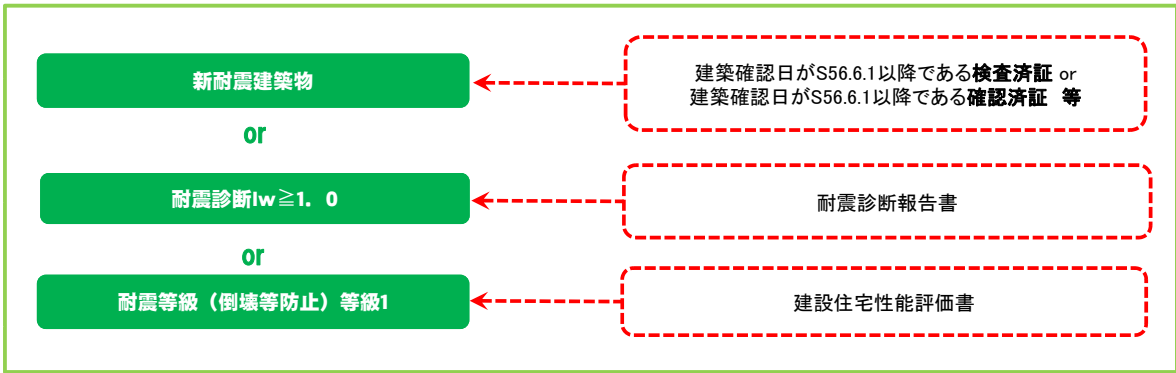 新耐震建築物
建築確認日がS56.6.1以降である検査済証 or
建築確認日がS56.6.1以降である確認済証　等
or
耐震診断Iw≧1．0
耐震診断報告書
or
耐震等級（倒壊等防止）等級1
建設住宅性能評価書